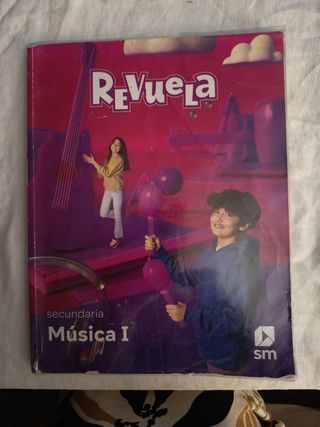 REVUELA
secundaria
Música I
sm